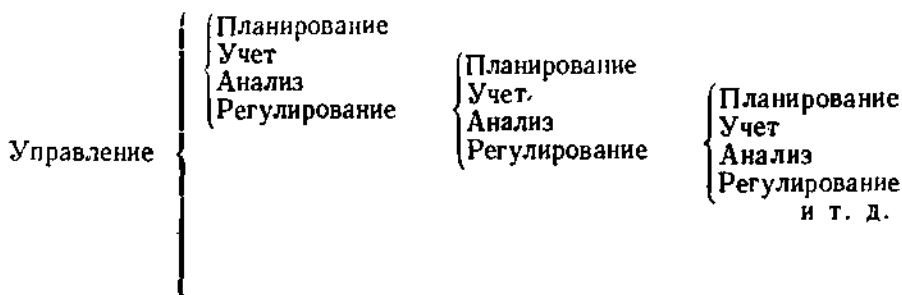 Управление
Планирование
Учет
Анализ
Регулирование
Планирование
Учет,
Анализ
Регулирование
Планирование
Учет
Анализ
Регулирование
и т. д.